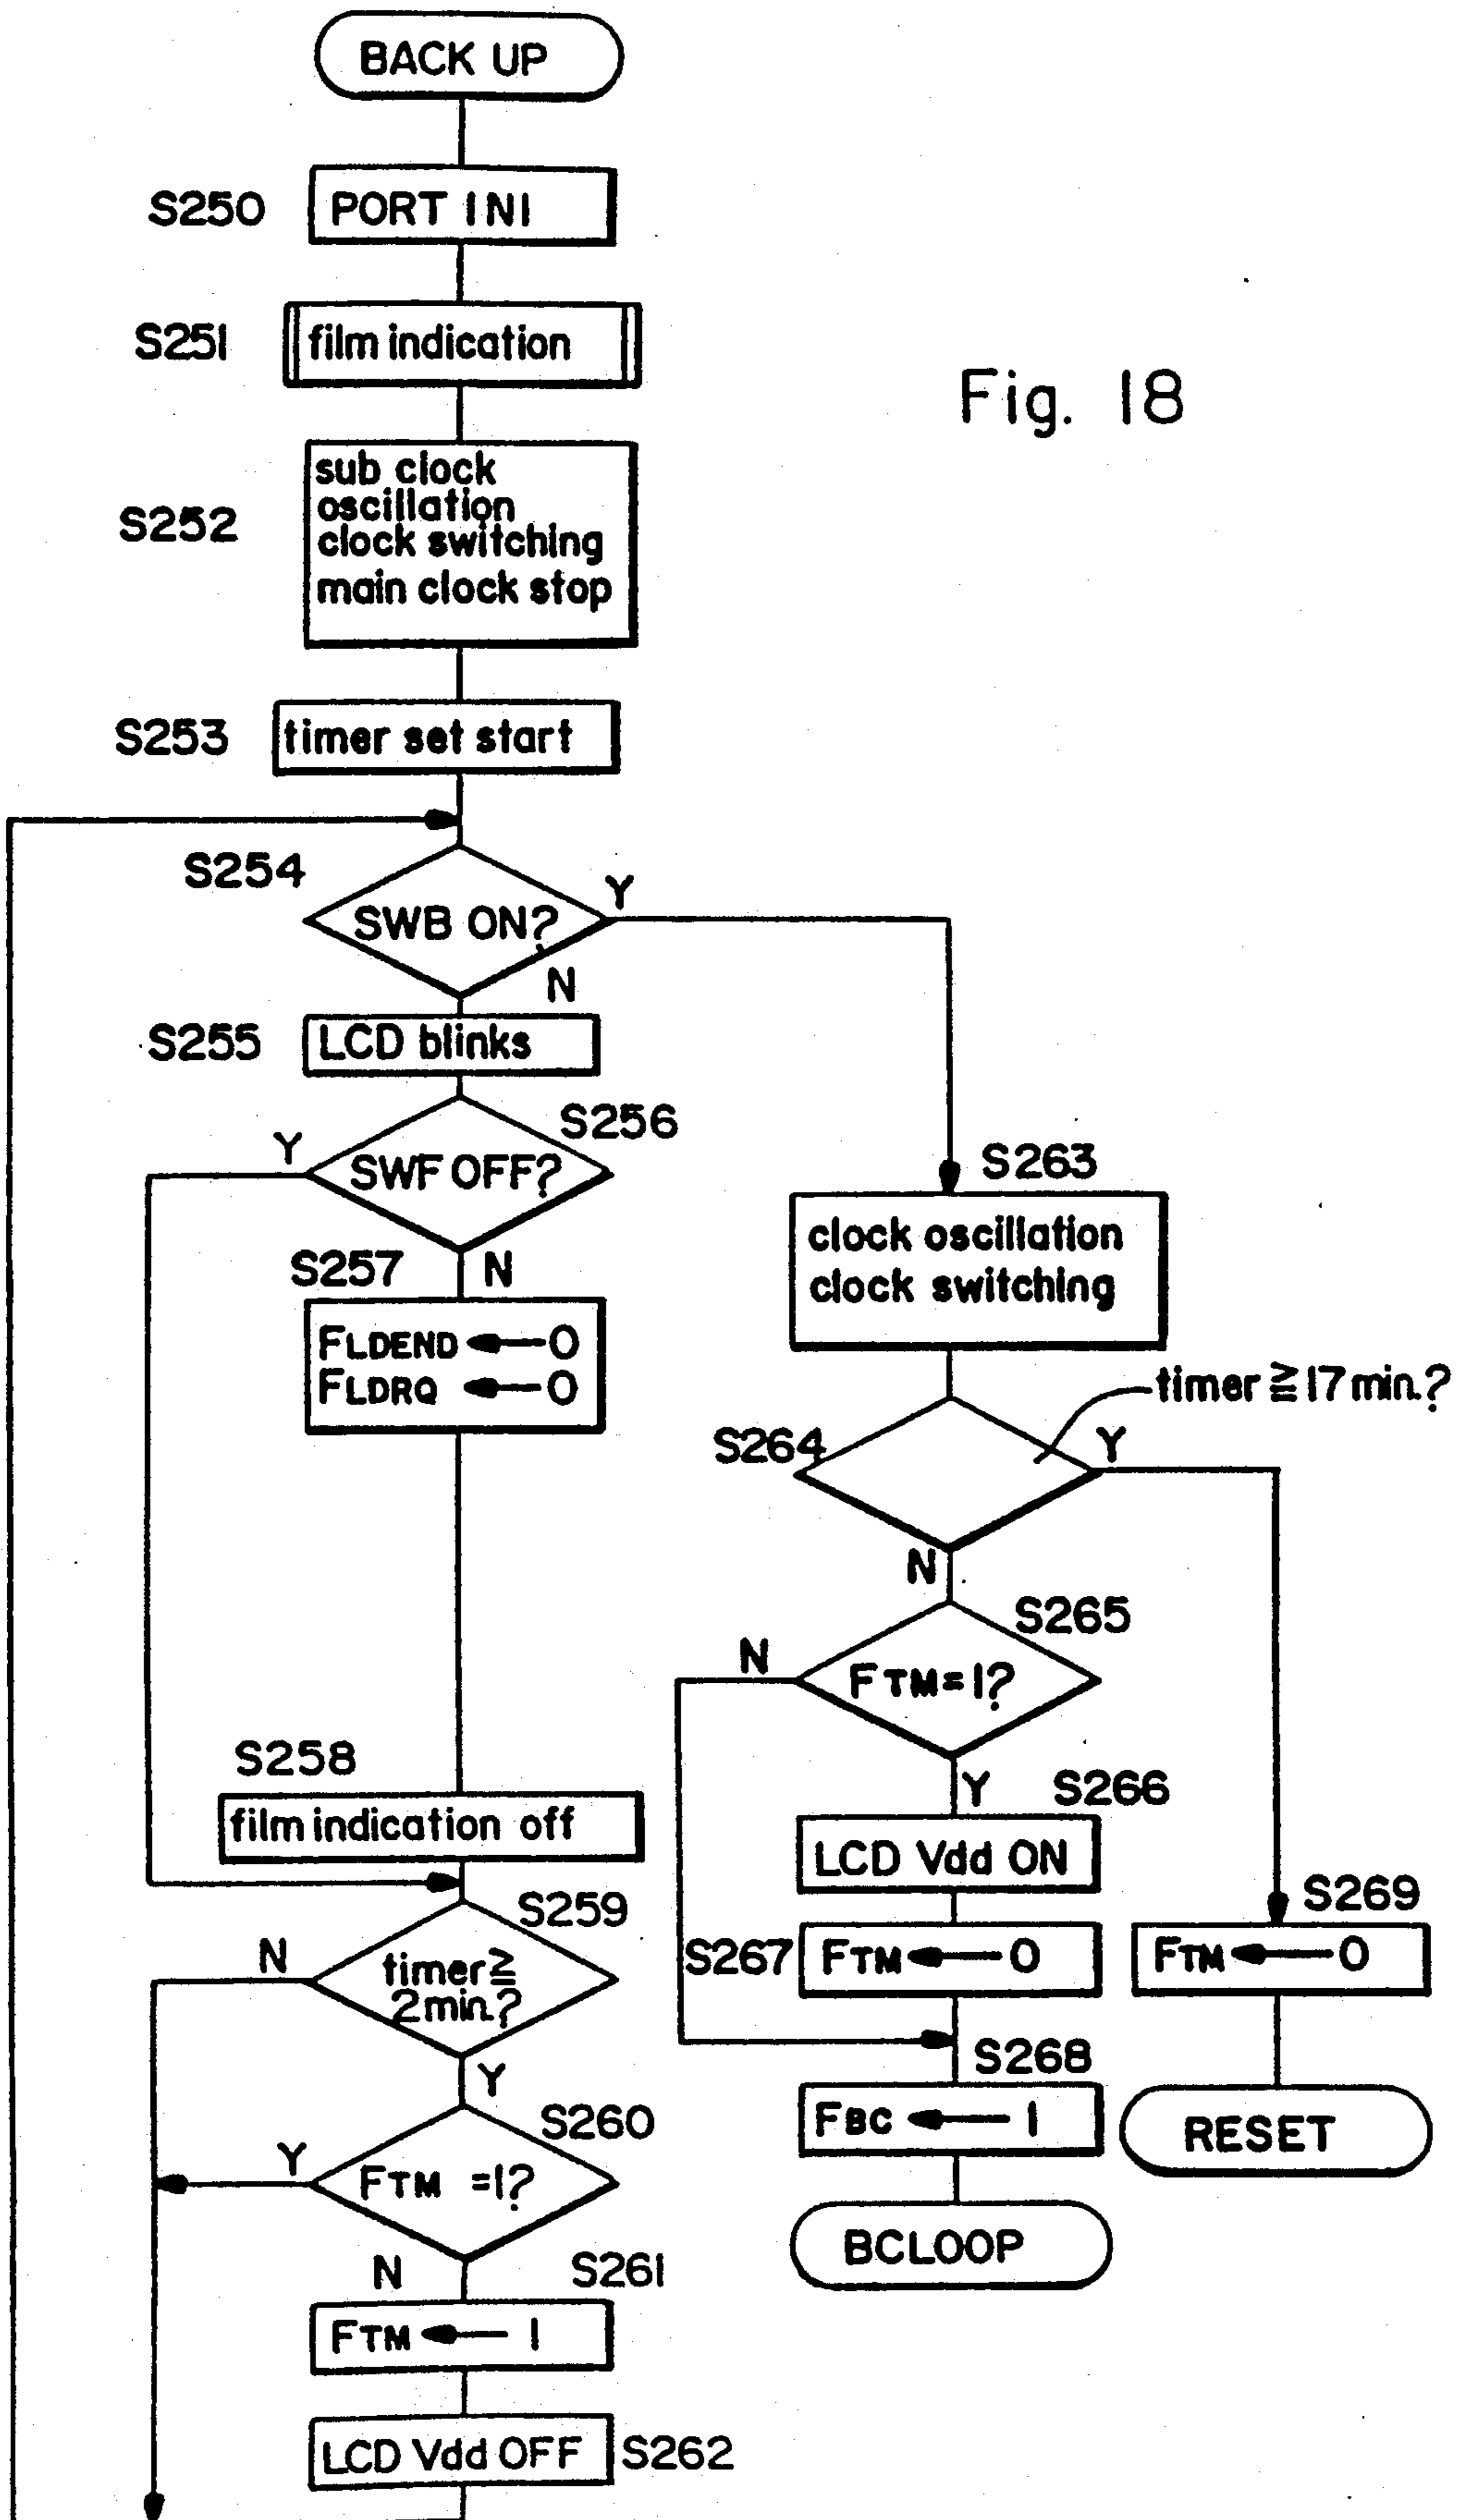 BACK UP
S250
PORT INI
S251
film indication
Fig. 18
S252
sub clock
oscillation
clock switching
main clock stop
S253
timer set start
S254
SWB ON?
Y
N
S255
LCD blinks
S256
Y
SWF OFF?
S257
N
FLDEND ← 0
FLDRQ ← 0
S258
film indication off
S259
N
timer ≧
2 min.?
Y
S260
Y
FTM = 1?
N
S261
FTM ← 1
LCD Vdd OFF
S262
S263
clock oscillation
clock switching
timer ≧ 17 min.?
S264
Y
N
S265
N
FTM = 1?
Y
S266
LCD Vdd ON
S267
FTM ← 0
S268
FBC ← 1
BCLOOP
S269
FTM ← 0
RESET